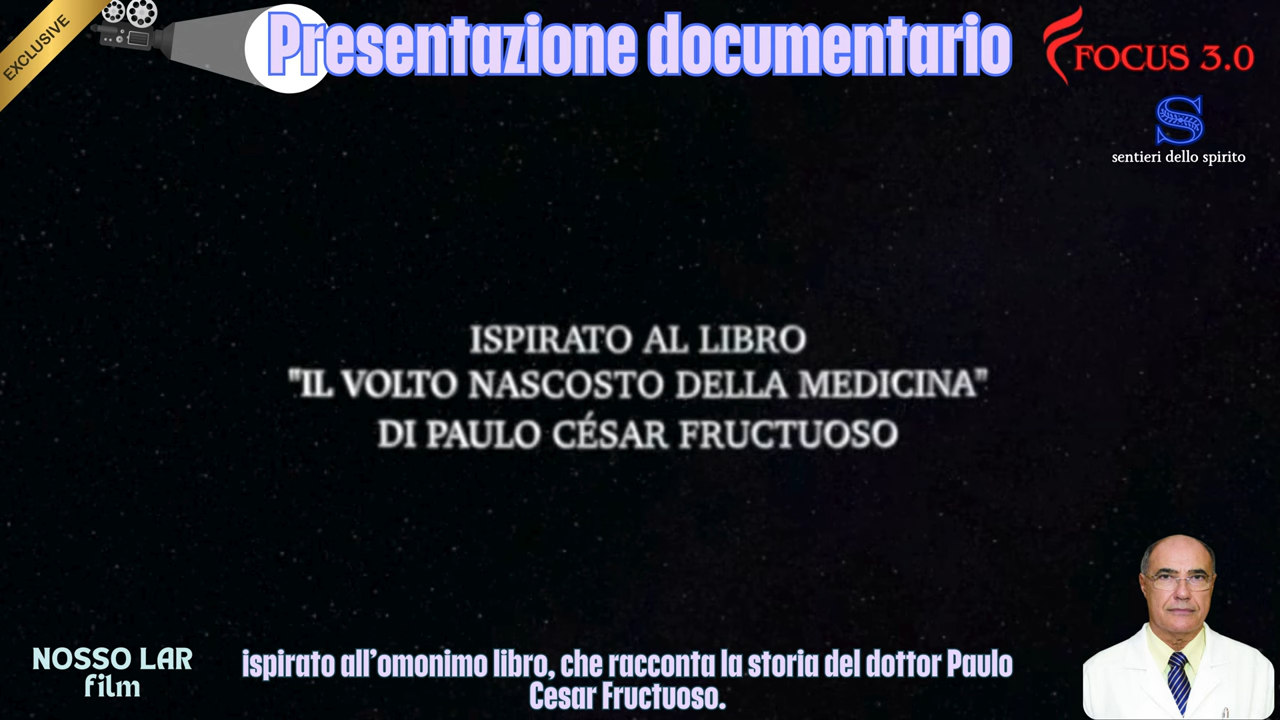 EXCLUSIVE
Presentazione documentario
FOCUS 3.0
S
sentieri dello spirito
ISPIRATO AL LIBRO
"IL VOLTO NASCOSTO DELLA MEDICINA"
DI PAULO CÉSAR FRUCTUOSO
NOSSO LAR
film
ispirato all'omonimo libro, che racconta la storia del dottor Paulo
Cesar Fructuoso.